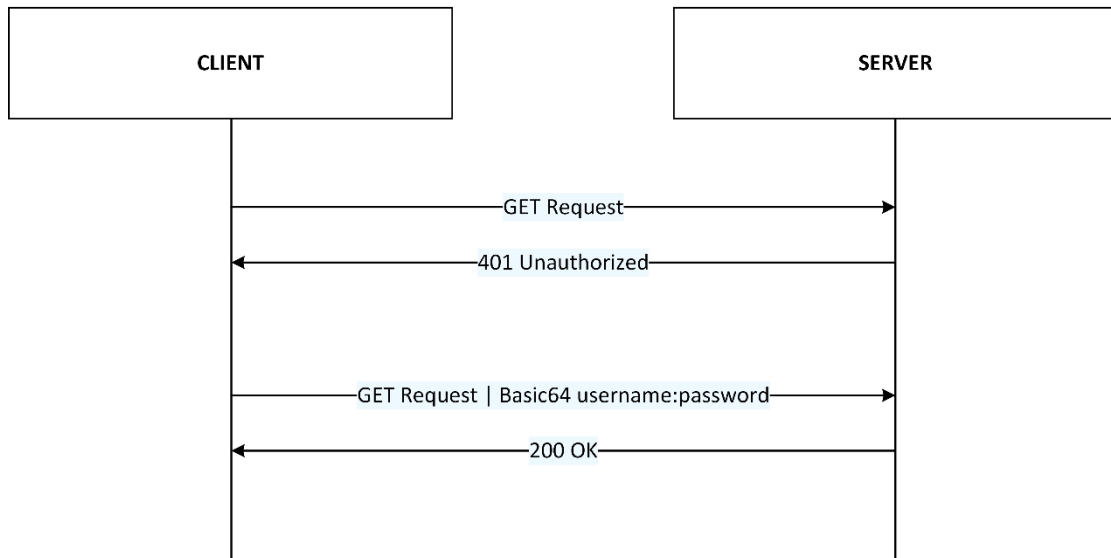 CLIENT
SERVER
GET Request
401 Unauthorized
GET Request | Basic64 username:password
200 OK